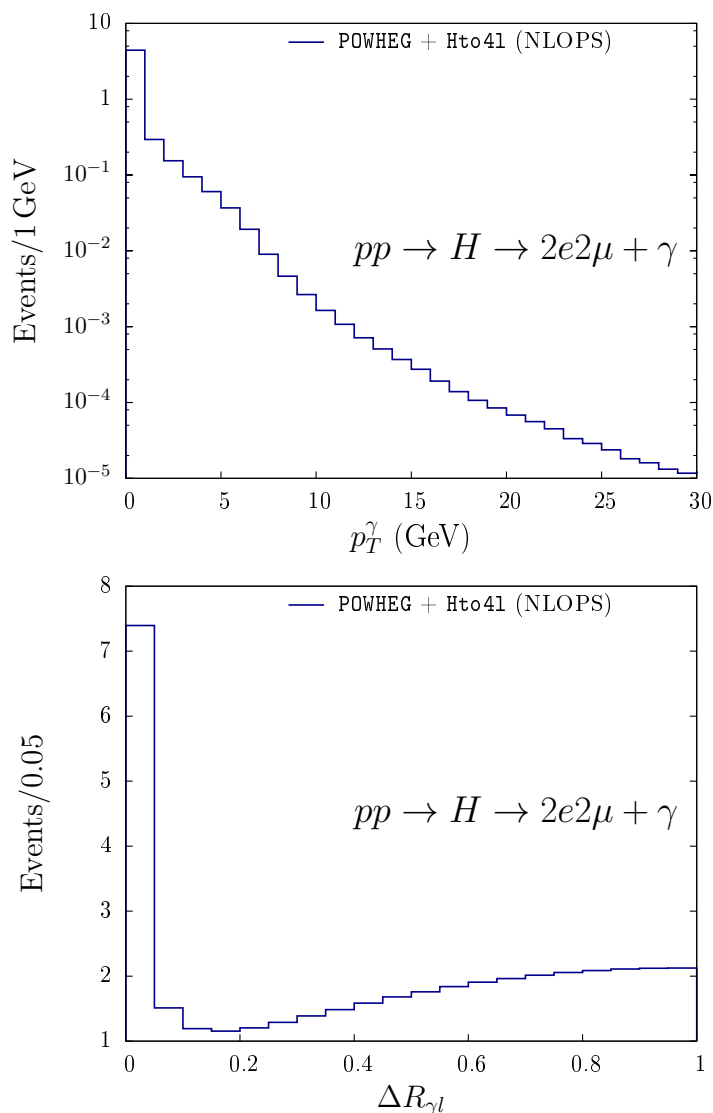 POWHEG + Hto4l (NLOPS)
10
1
10⁻¹
10⁻²
10⁻³
10⁻⁴
10⁻⁵
Events/1 GeV
pp → H → 2e2μ + γ
0 5 10 15 20 25 30
p_T^γ (GeV)
POWHEG + Hto4l (NLOPS)
8
7
6
5
4
3
2
1
Events/0.05
pp → H → 2e2μ + γ
0 0.2 0.4 0.6 0.8 1
ΔR_γl